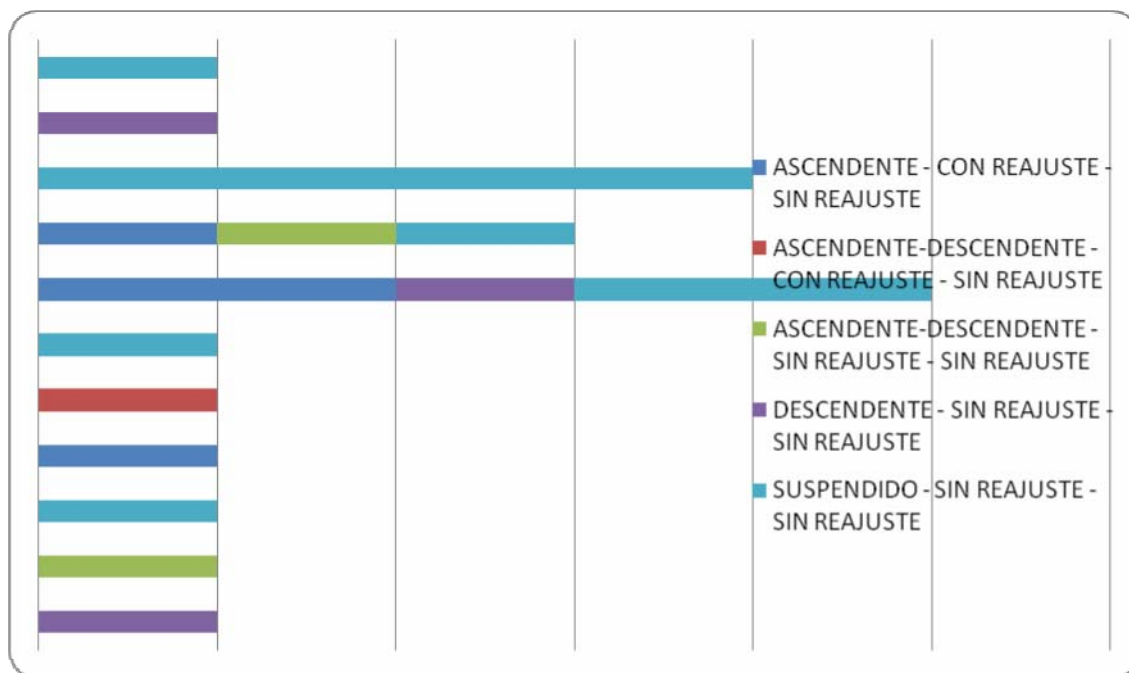 ASCENDENTE - CON REAJUSTE -
SIN REAJUSTE
ASCENDENTE-DESCENDENTE -
CON REAJUSTE - SIN REAJUSTE
ASCENDENTE-DESCENDENTE -
SIN REAJUSTE - SIN REAJUSTE
DESCENDENTE - SIN REAJUSTE -
SIN REAJUSTE
SUSPENDIDO - SIN REAJUSTE -
SIN REAJUSTE